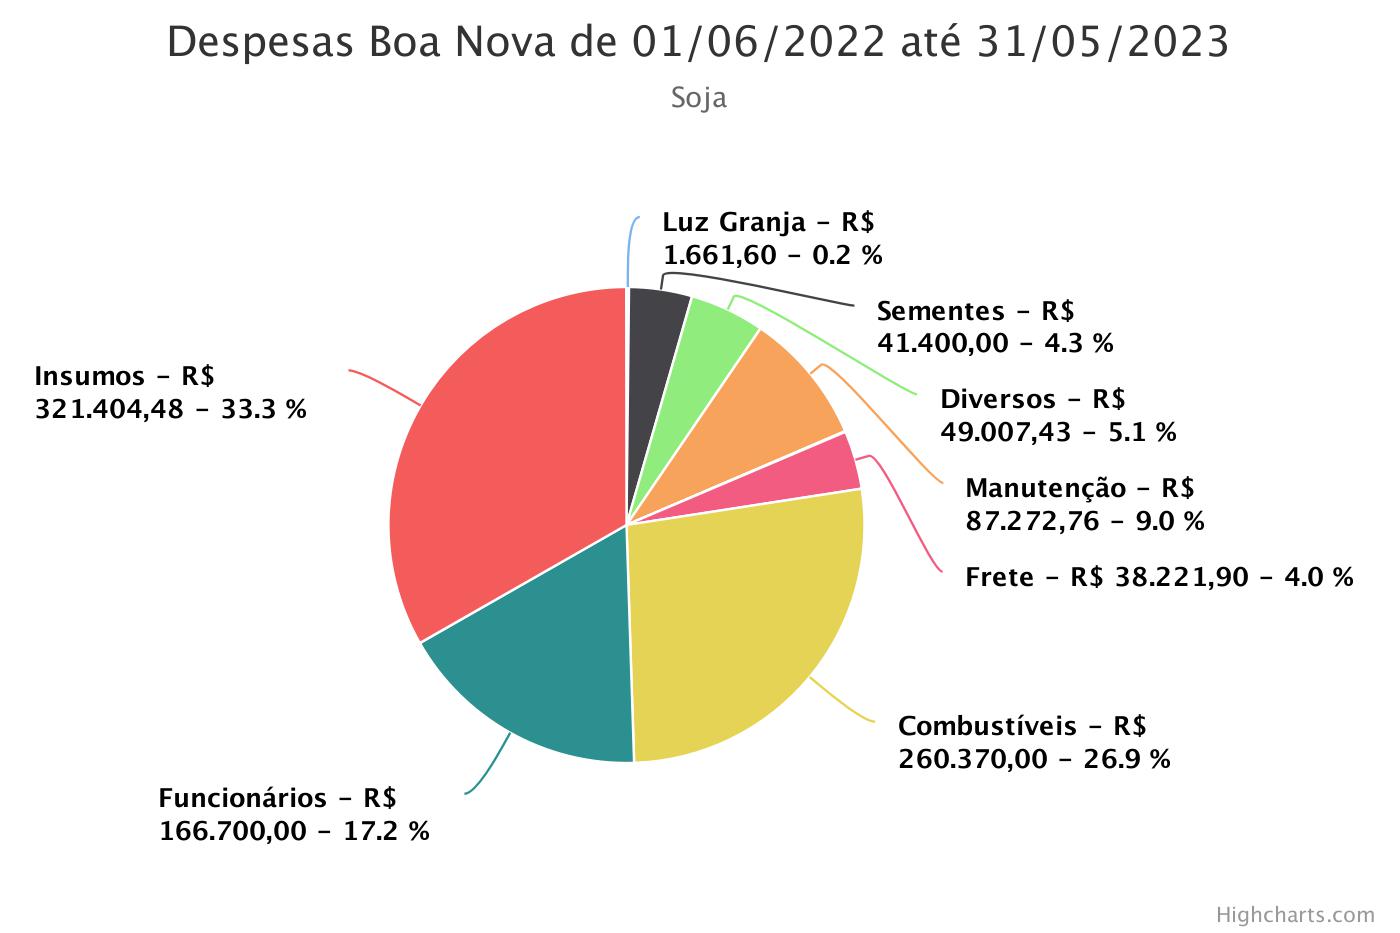 Despesas Boa Nova de 01/06/2022 até 31/05/2023
Soja
Luz Granja – R$
1.661,60 – 0.2 %
Sementes – R$
41.400,00 – 4.3 %
Insumos – R$
321.404,48 – 33.3 %
Diversos – R$
49.007,43 – 5.1 %
Manutenção – R$
87.272,76 – 9.0 %
Frete – R$ 38.221,90 – 4.0 %
Combustíveis – R$
260.370,00 – 26.9 %
Funcionários – R$
166.700,00 – 17.2 %
Highcharts.com